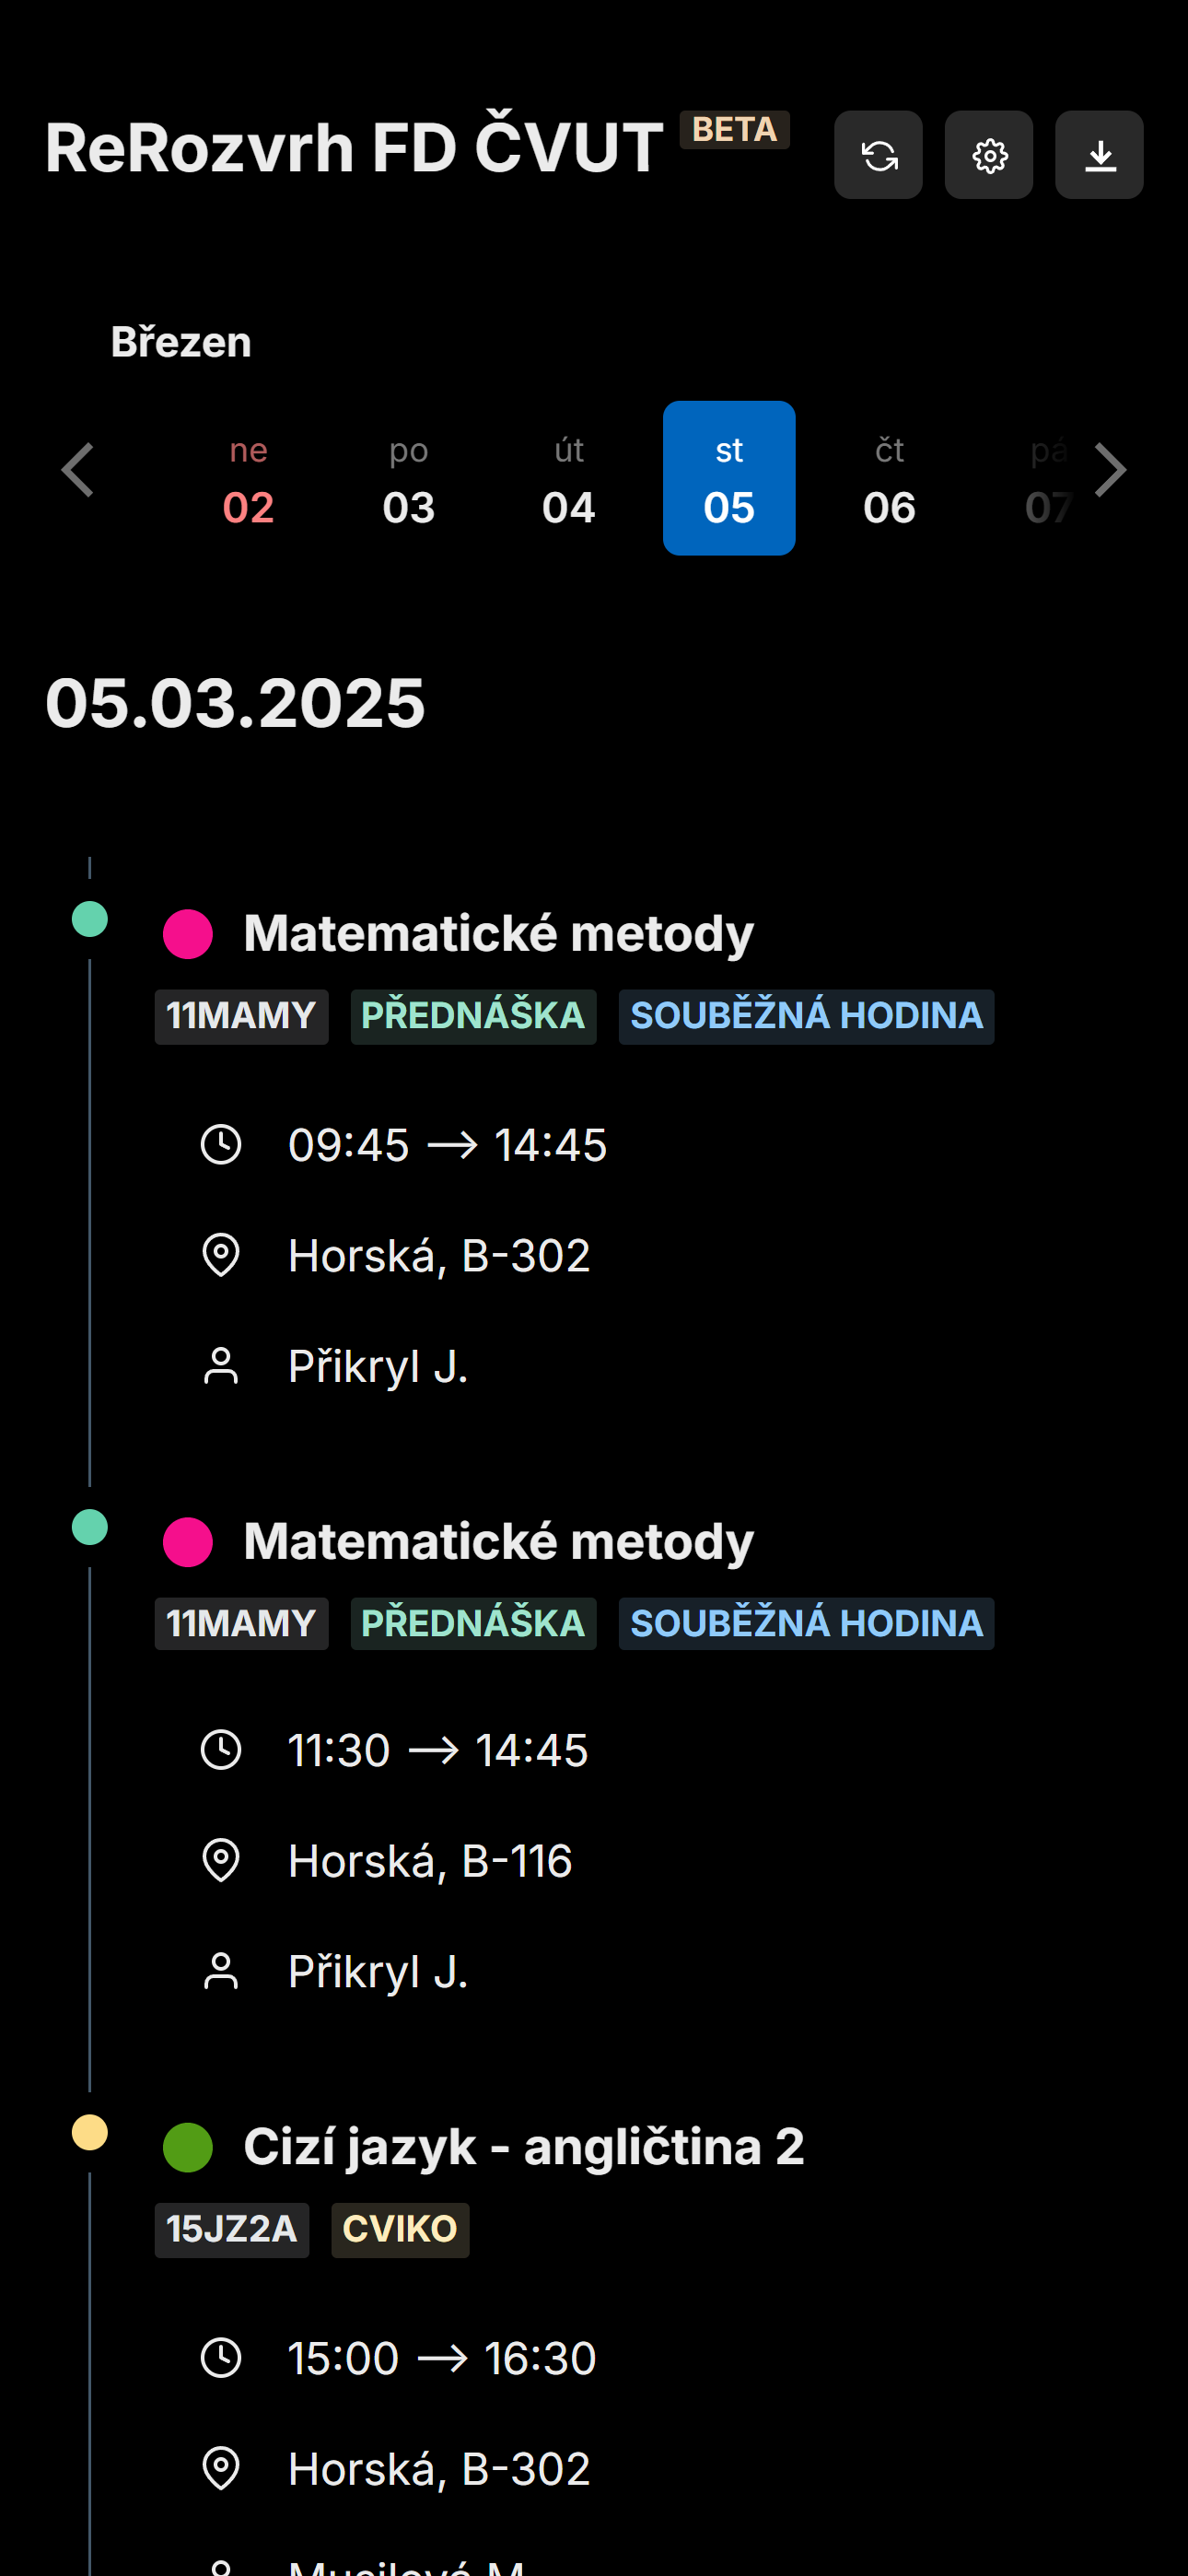 ReRozvrh FD ČVUT BETA
Březen
ne po út st čt pá
02 03 04 05 06 07
05.03.2025
Matematické metody
11MAMY PŘEDNÁŠKA SOUBĚŽNÁ HODINA
09:45 → 14:45
Horská, B-302
Přikryl J.
Matematické metody
11MAMY PŘEDNÁŠKA SOUBĚŽNÁ HODINA
11:30 → 14:45
Horská, B-116
Přikryl J.
Cizí jazyk - angličtina 2
15JZ2A CVIKO
15:00 → 16:30
Horská, B-302